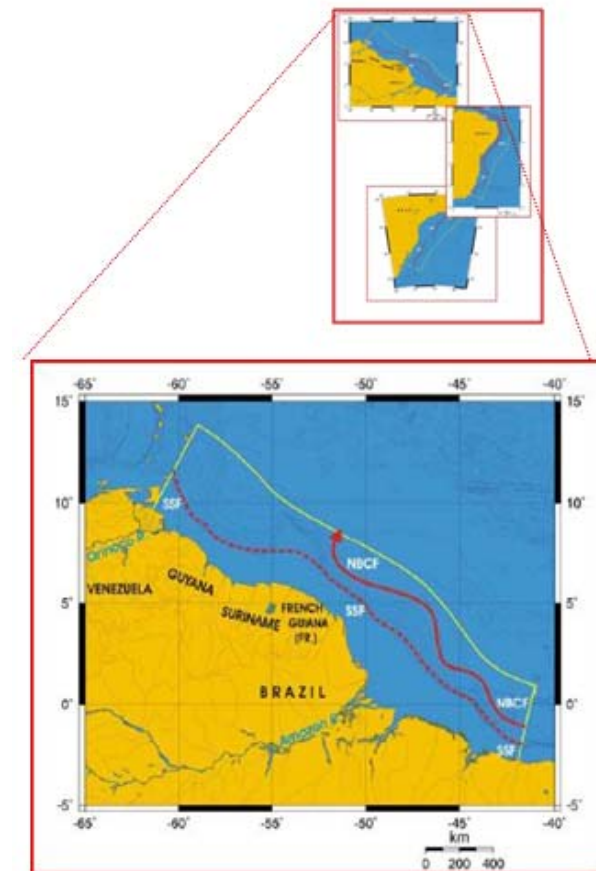 -65° -60° -55° -50° -45° -40°
15° 15°
10° 10°
SSF
Orinoco R
NBCF
VENEZUELA
GUYANA
5° 5°
SURINAME
FRENCH
GUIANA
(FR.)
SSF
BRAZIL
NBCF
0° 0°
Amazon R
SSF
-5° -5°
-65° -60° -55° -50° -45° -40°
km
0 200 400